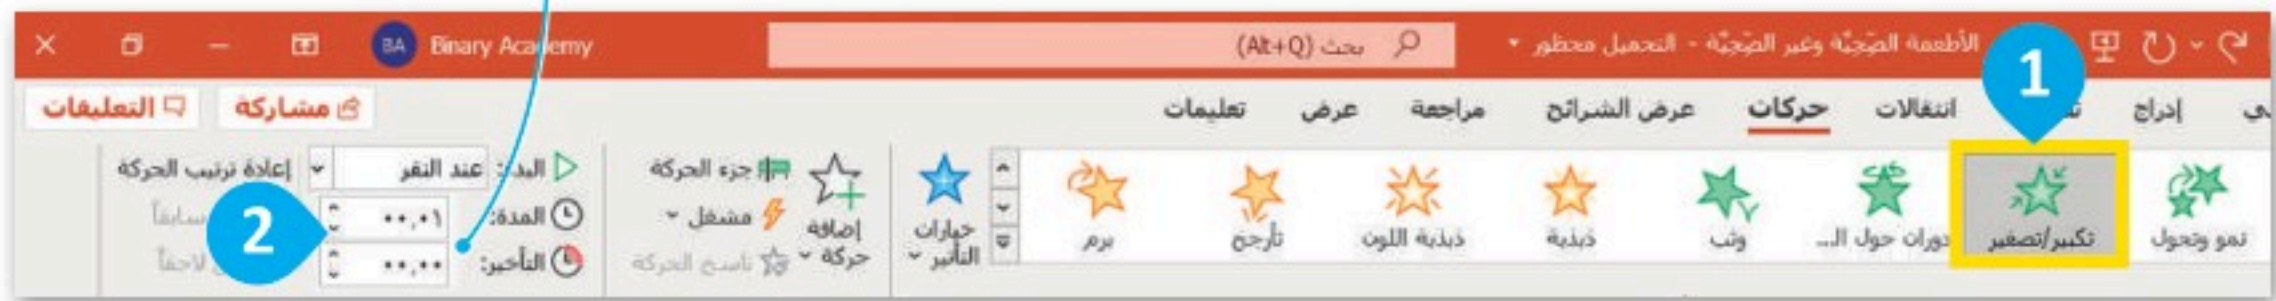 الأطعمة الصّحيّة وغير الصّحيّة - التحميل محظور
بحث (Alt+Q)
Binary Academy BA
1
إدراج انتقالات حركات عرض الشرائح مراجعة عرض تعليمات
مشاركة التعليقات
نمو وتحول تكبير/تصغير دوران حول ال... وثب ذبذبة ذبذبة اللون تأرجح برم
خيارات التأثير
إضافة حركة
جزء الحركة
مشغل
ناسخ الحركة
البدء: عند النقر
المدة: ٠٠,٠١
التأخير: ٠٠,٠٠
إعادة ترتيب الحركة
سابقاً
لاحقاً
2